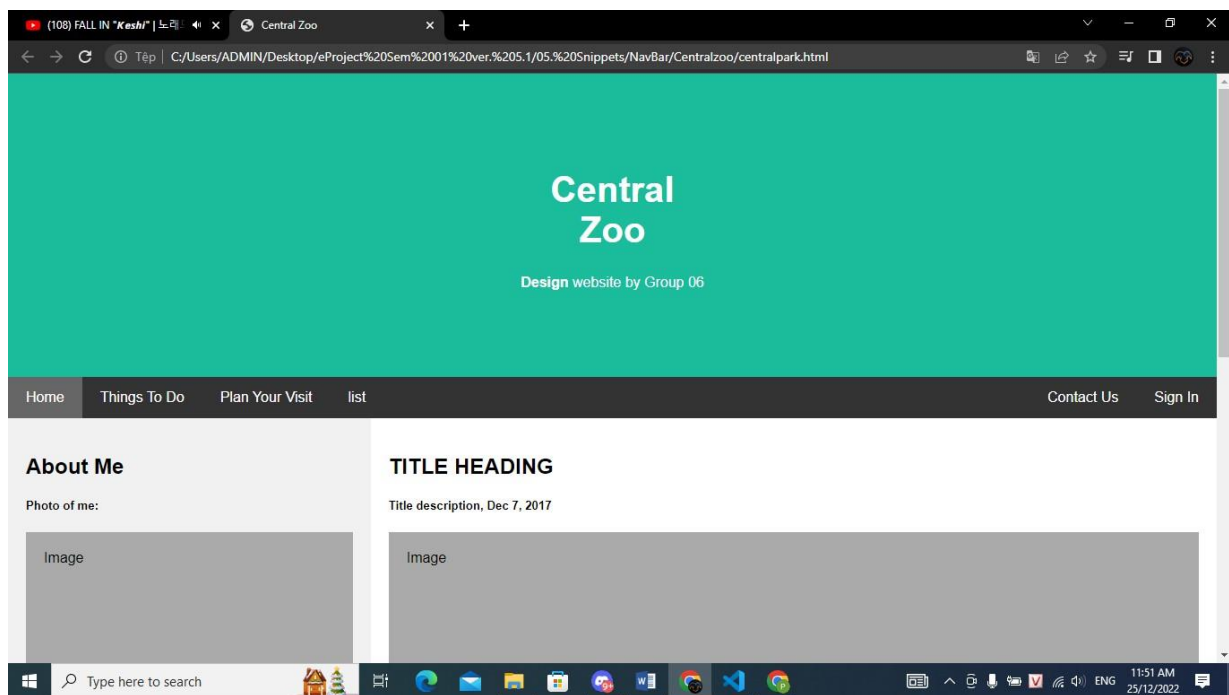 (108) FALL IN "Keshi" | 노래
Central Zoo
Tệp | C:/Users/ADMIN/Desktop/eProject%20Sem%2001%20ver.%205.1/05.%20Snippets/NavBar/Centralzoo/centralpark.html
Central
Zoo
Design website by Group 06
Home Things To Do Plan Your Visit list Contact Us Sign In
About Me
Photo of me:
Image
TITLE HEADING
Title description, Dec 7, 2017
Image
Type here to search
ENG
11:51 AM
25/12/2022